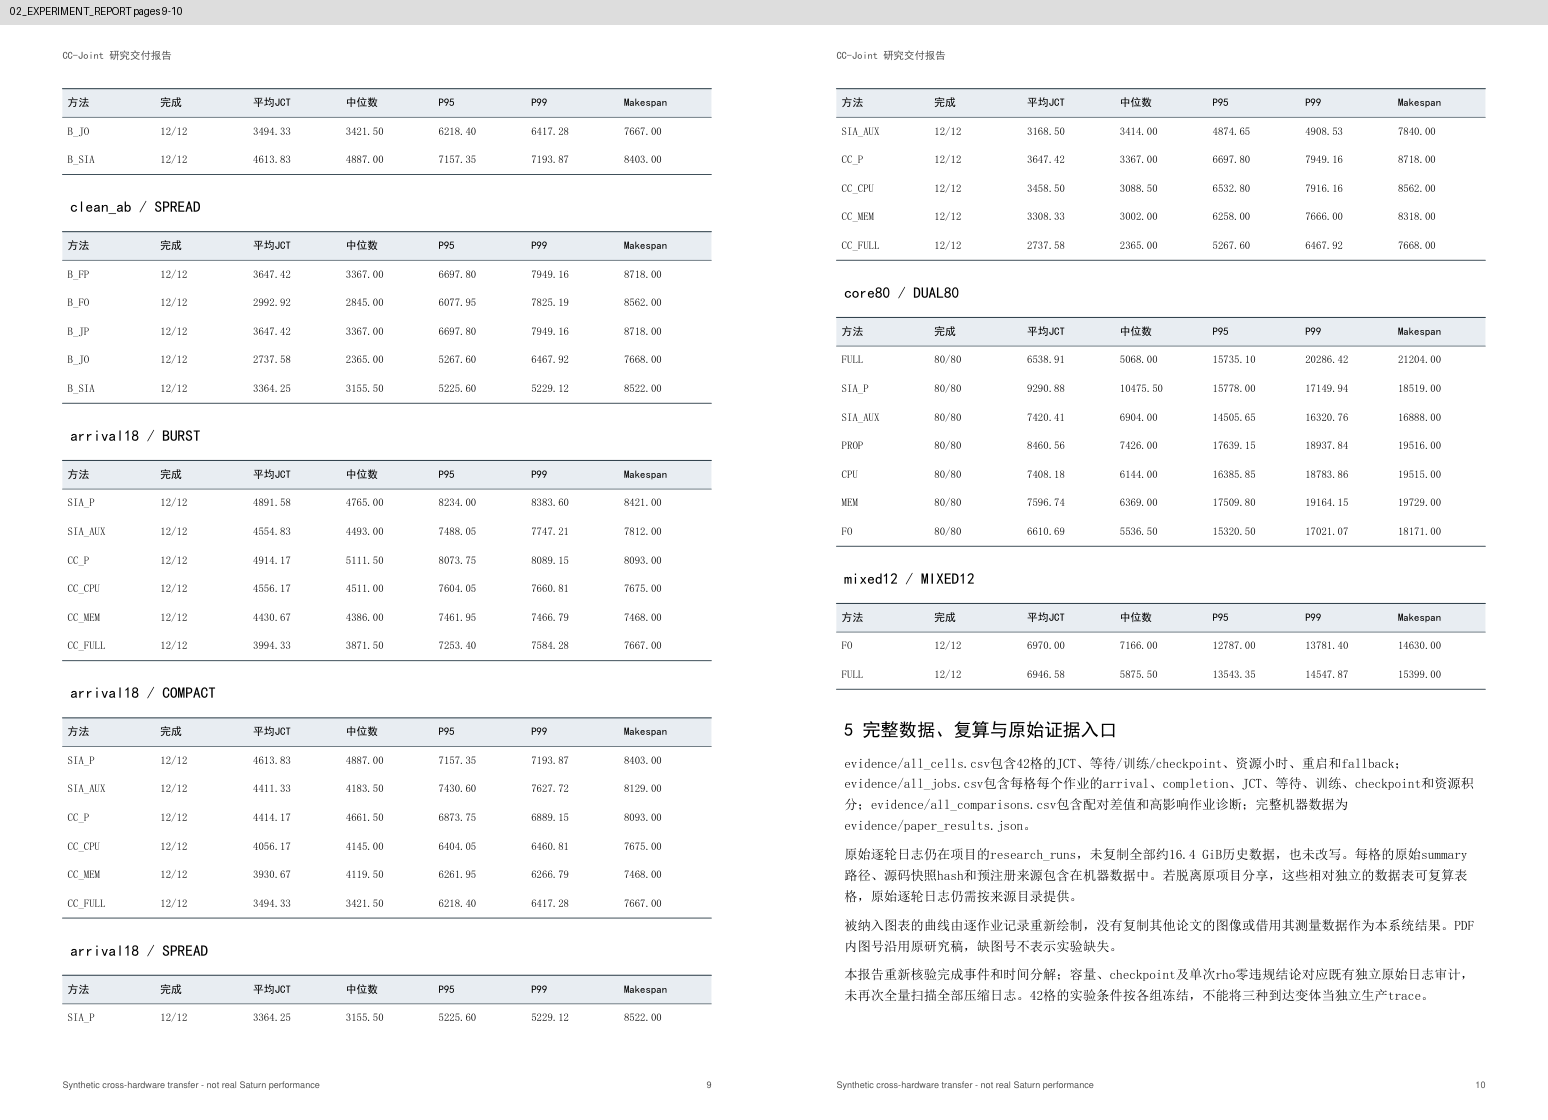 02_EXPERIMENT_REPORT pages 9-10
CC-Joint 研究交付报告
方法 完成 平均JCT 中位数 P95 P99 Makespan
B_JO 12/12 3494.33 3421.50 6218.40 6417.28 7667.00
B_SIA 12/12 4613.83 4887.00 7157.35 7193.87 8403.00
clean_ab / SPREAD
方法 完成 平均JCT 中位数 P95 P99 Makespan
B_FP 12/12 3647.42 3367.00 6697.80 7949.16 8718.00
B_FO 12/12 2992.92 2845.00 6077.95 7825.19 8562.00
B_JP 12/12 3647.42 3367.00 6697.80 7949.16 8718.00
B_JO 12/12 2737.58 2365.00 5267.60 6467.92 7668.00
B_SIA 12/12 3364.25 3155.50 5225.60 5229.12 8522.00
arrival18 / BURST
方法 完成 平均JCT 中位数 P95 P99 Makespan
SIA_P 12/12 4891.58 4765.00 8234.00 8383.60 8421.00
SIA_AUX 12/12 4554.83 4493.00 7488.05 7747.21 7812.00
CC_P 12/12 4914.17 5111.50 8073.75 8089.15 8093.00
CC_CPU 12/12 4556.17 4511.00 7604.05 7660.81 7675.00
CC_MEM 12/12 4430.67 4386.00 7461.95 7466.79 7468.00
CC_FULL 12/12 3994.33 3871.50 7253.40 7584.28 7667.00
arrival18 / COMPACT
方法 完成 平均JCT 中位数 P95 P99 Makespan
SIA_P 12/12 4613.83 4887.00 7157.35 7193.87 8403.00
SIA_AUX 12/12 4411.33 4183.50 7430.60 7627.72 8129.00
CC_P 12/12 4414.17 4661.50 6873.75 6889.15 8093.00
CC_CPU 12/12 4056.17 4145.00 6404.05 6460.81 7675.00
CC_MEM 12/12 3930.67 4119.50 6261.95 6266.79 7468.00
CC_FULL 12/12 3494.33 3421.50 6218.40 6417.28 7667.00
arrival18 / SPREAD
方法 完成 平均JCT 中位数 P95 P99 Makespan
SIA_P 12/12 3364.25 3155.50 5225.60 5229.12 8522.00
Synthetic cross-hardware transfer - not real Saturn performance 9
CC-Joint 研究交付报告
方法 完成 平均JCT 中位数 P95 P99 Makespan
SIA_AUX 12/12 3168.50 3414.00 4874.65 4908.53 7840.00
CC_P 12/12 3647.42 3367.00 6697.80 7949.16 8718.00
CC_CPU 12/12 3458.50 3088.50 6532.80 7916.16 8562.00
CC_MEM 12/12 3308.33 3002.00 6258.00 7666.00 8318.00
CC_FULL 12/12 2737.58 2365.00 5267.60 6467.92 7668.00
core80 / DUAL80
方法 完成 平均JCT 中位数 P95 P99 Makespan
FULL 80/80 6538.91 5068.00 15735.10 20286.42 21204.00
SIA_P 80/80 9290.88 10475.50 15778.00 17149.94 18519.00
SIA_AUX 80/80 7420.41 6904.00 14505.65 16320.76 16888.00
PROP 80/80 8460.56 7426.00 17639.15 18937.84 19516.00
CPU 80/80 7408.18 6144.00 16385.85 18783.86 19515.00
MEM 80/80 7596.74 6369.00 17509.80 19164.15 19729.00
FO 80/80 6610.69 5536.50 15320.50 17021.07 18171.00
mixed12 / MIXED12
方法 完成 平均JCT 中位数 P95 P99 Makespan
FO 12/12 6970.00 7166.00 12787.00 13781.40 14630.00
FULL 12/12 6946.58 5875.50 13543.35 14547.87 15399.00
5 完整数据、复算与原始证据入口
evidence/all_cells.csv包含42格的JCT、等待/训练/checkpoint、资源小时、重启和fallback；
evidence/all_jobs.csv包含每格每个作业的arrival、completion、JCT、等待、训练、checkpoint和资源积
分；evidence/all_comparisons.csv包含配对差值和高影响作业诊断；完整机器数据为
evidence/paper_results.json。
原始逐轮日志仍在项目的research_runs，未复制全部约16.4 GiB历史数据，也未改写。每格的原始summary
路径、源码快照hash和预注册来源包含在机器数据中。若脱离原项目分享，这些相对独立的数据表可复算表
格，原始逐轮日志仍需按来源目录提供。
被纳入图表的曲线由逐作业记录重新绘制，没有复制其他论文的图像或借用其测量数据作为本系统结果。PDF
内图号沿用原研究稿，缺图号不表示实验缺失。
本报告重新核验完成事件和时间分解；容量、checkpoint及单次rho零违规结论对应既有独立原始日志审计，
未再次全量扫描全部压缩日志。42格的实验条件按各组冻结，不能将三种到达变体当独立生产trace。
Synthetic cross-hardware transfer - not real Saturn performance 10